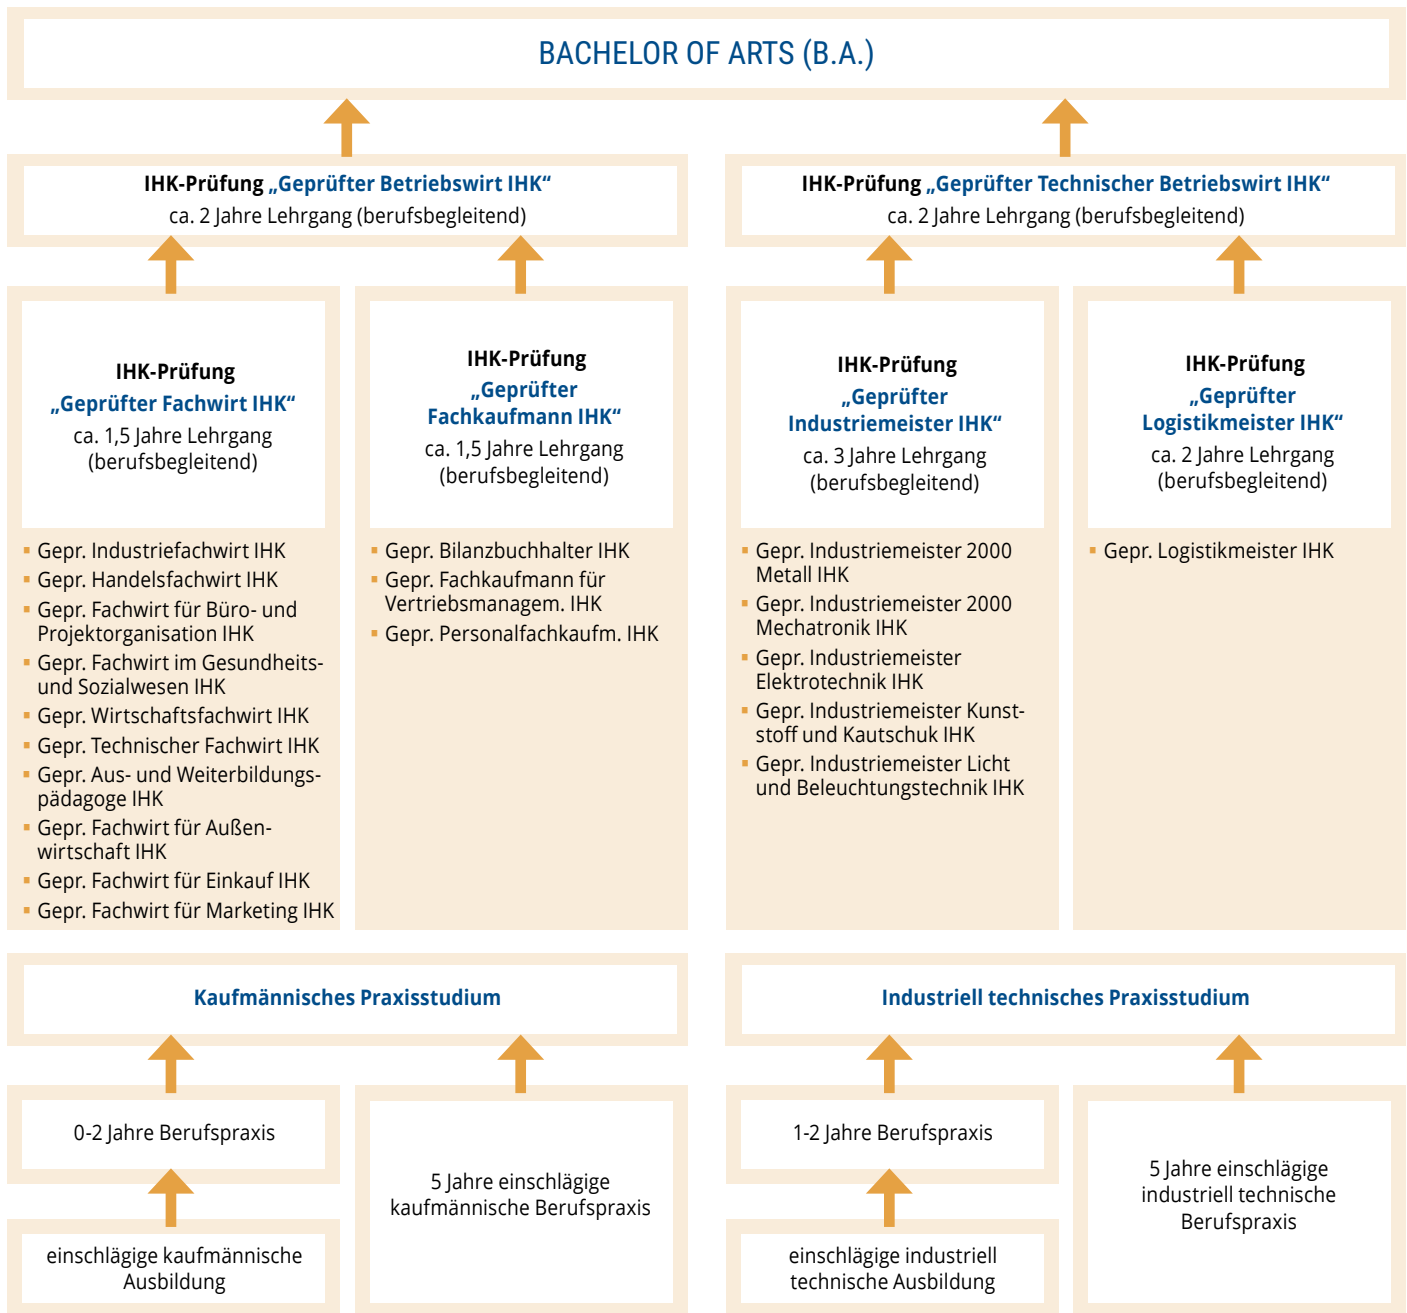 BACHELOR OF ARTS (B.A.)
IHK-Prüfung „Geprüfter Betriebswirt IHK“
ca. 2 Jahre Lehrgang (berufsbegleitend)
IHK-Prüfung „Geprüfter Technischer Betriebswirt IHK“
ca. 2 Jahre Lehrgang (berufsbegleitend)
IHK-Prüfung
„Geprüfter Fachwirt IHK“
ca. 1,5 Jahre Lehrgang
(berufsbegleitend)
▪ Gepr. Industriefachwirt IHK
▪ Gepr. Handelsfachwirt IHK
▪ Gepr. Fachwirt für Büro- und
Projektorganisation IHK
▪ Gepr. Fachwirt im Gesundheits-
und Sozialwesen IHK
▪ Gepr. Wirtschaftsfachwirt IHK
▪ Gepr. Technischer Fachwirt IHK
▪ Gepr. Aus- und Weiterbildungs-
pädagoge IHK
▪ Gepr. Fachwirt für Außen-
wirtschaft IHK
▪ Gepr. Fachwirt für Einkauf IHK
▪ Gepr. Fachwirt für Marketing IHK
IHK-Prüfung
„Geprüfter
Fachkaufmann IHK“
ca. 1,5 Jahre Lehrgang
(berufsbegleitend)
▪ Gepr. Bilanzbuchhalter IHK
▪ Gepr. Fachkaufmann für
Vertriebsmanagem. IHK
▪ Gepr. Personalfachkaufm. IHK
IHK-Prüfung
„Geprüfter
Industriemeister IHK“
ca. 3 Jahre Lehrgang
(berufsbegleitend)
▪ Gepr. Industriemeister 2000
Metall IHK
▪ Gepr. Industriemeister 2000
Mechatronik IHK
▪ Gepr. Industriemeister
Elektrotechnik IHK
▪ Gepr. Industriemeister Kunst-
stoff und Kautschuk IHK
▪ Gepr. Industriemeister Licht
und Beleuchtungstechnik IHK
IHK-Prüfung
„Geprüfter
Logistikmeister IHK“
ca. 2 Jahre Lehrgang
(berufsbegleitend)
▪ Gepr. Logistikmeister IHK
Kaufmännisches Praxisstudium
0-2 Jahre Berufspraxis
einschlägige kaufmännische
Ausbildung
5 Jahre einschlägige
kaufmännische Berufspraxis
Industriell technisches Praxisstudium
1-2 Jahre Berufspraxis
einschlägige industriell
technische Ausbildung
5 Jahre einschlägige
industriell technische
Berufspraxis